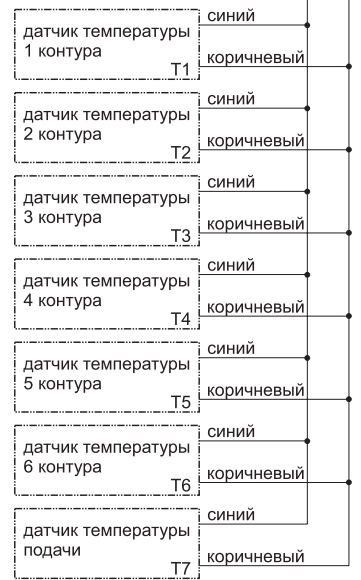 синий
датчик температуры
1 контура
коричневый
T1
синий
датчик температуры
2 контура
коричневый
T2
синий
датчик температуры
3 контура
коричневый
T3
синий
датчик температуры
4 контура
коричневый
T4
синий
датчик температуры
5 контура
коричневый
T5
синий
датчик температуры
6 контура
коричневый
T6
синий
датчик температуры
подачи
коричневый
T7